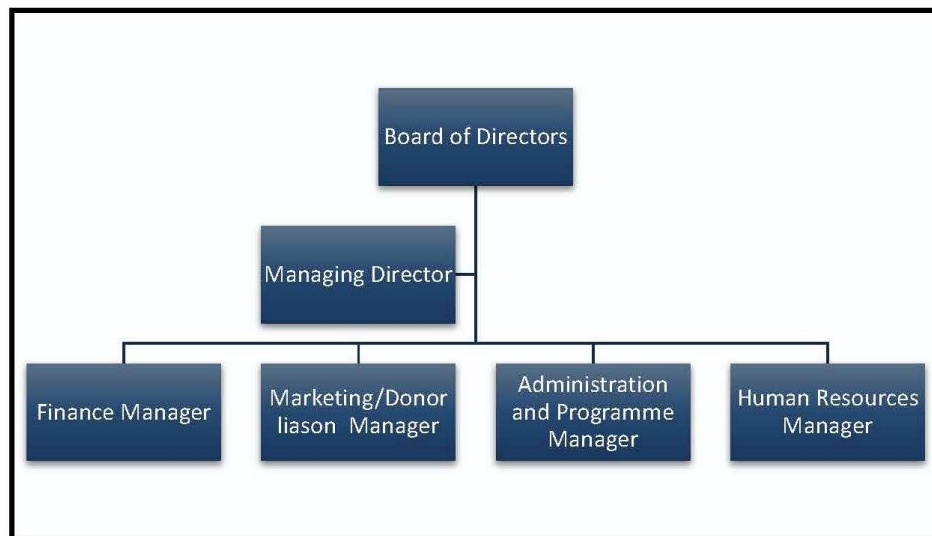 Board of Directors
Managing Director
Finance Manager
Marketing/Donor
liason Manager
Administration
and Programme
Manager
Human Resources
Manager